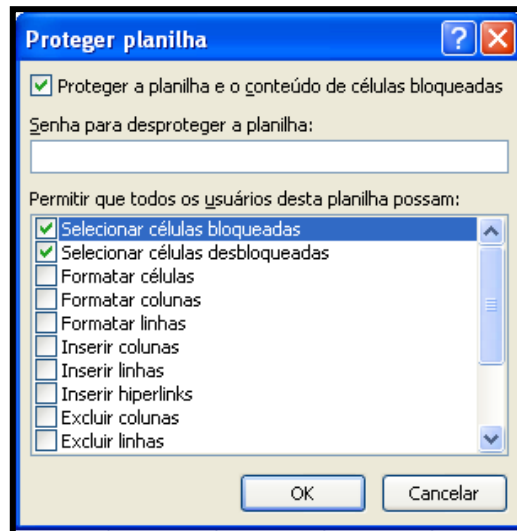 Proteger planilha
Proteger a planilha e o conteúdo de células bloqueadas
Senha para desproteger a planilha:
Permitir que todos os usuários desta planilha possam:
Selecionar células bloqueadas
Selecionar células desbloqueadas
Formatar células
Formatar colunas
Formatar linhas
Inserir colunas
Inserir linhas
Inserir hiperlinks
Excluir colunas
Excluir linhas
OK Cancelar